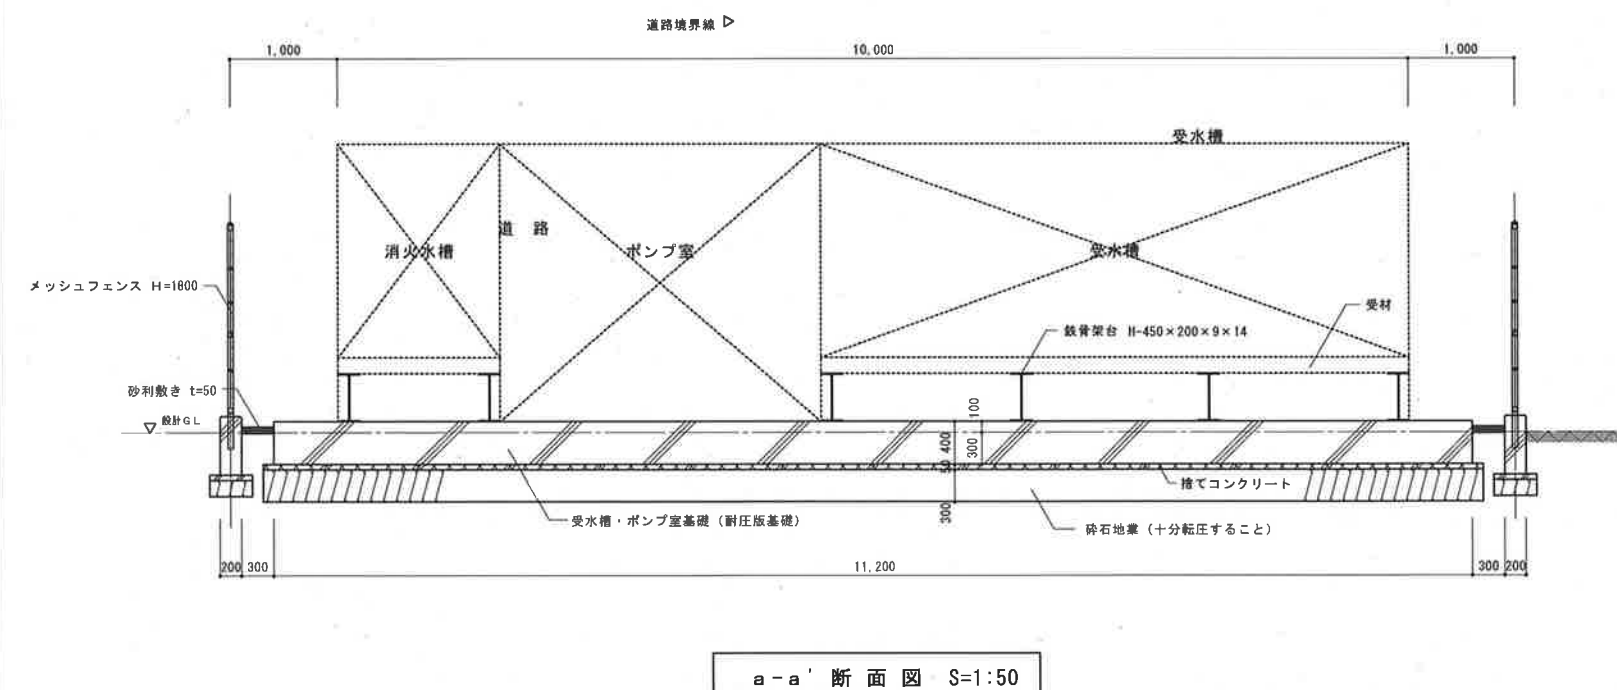 道路境界線
1,000
10,000
1,000
受水槽
道 路
消火水槽
ポンプ室
受水槽
メッシュフェンス H=1800
受材
鉄骨架台 H-450×200×9×14
砂利敷き t=50
設計GL
100
400
300
50
300
捨てコンクリート
受水槽・ポンプ室基礎（耐圧版基礎）
砕石地業（十分転圧すること）
200
300
11,200
300
200
a-a' 断 面 図 S=1:50